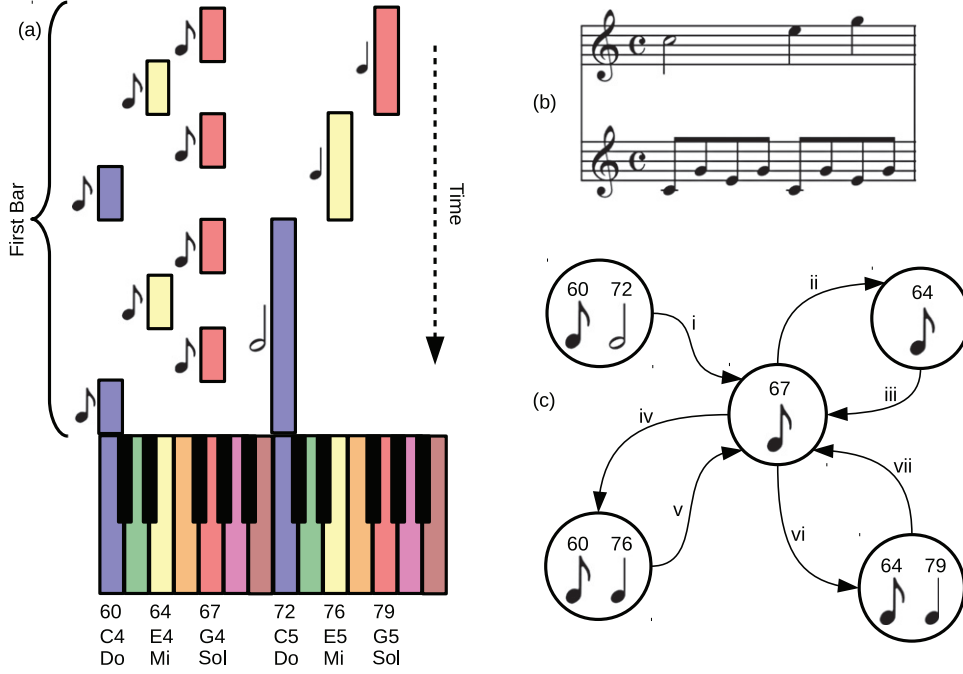 (a)
First Bar
Time
60 64 67 72 76 79
C4 E4 G4 C5 E5 G5
Do Mi Sol Do Mi Sol
(b)
(c)
60 72
i
ii
64
67
iii
iv
v
60 76
vi
vii
64 79